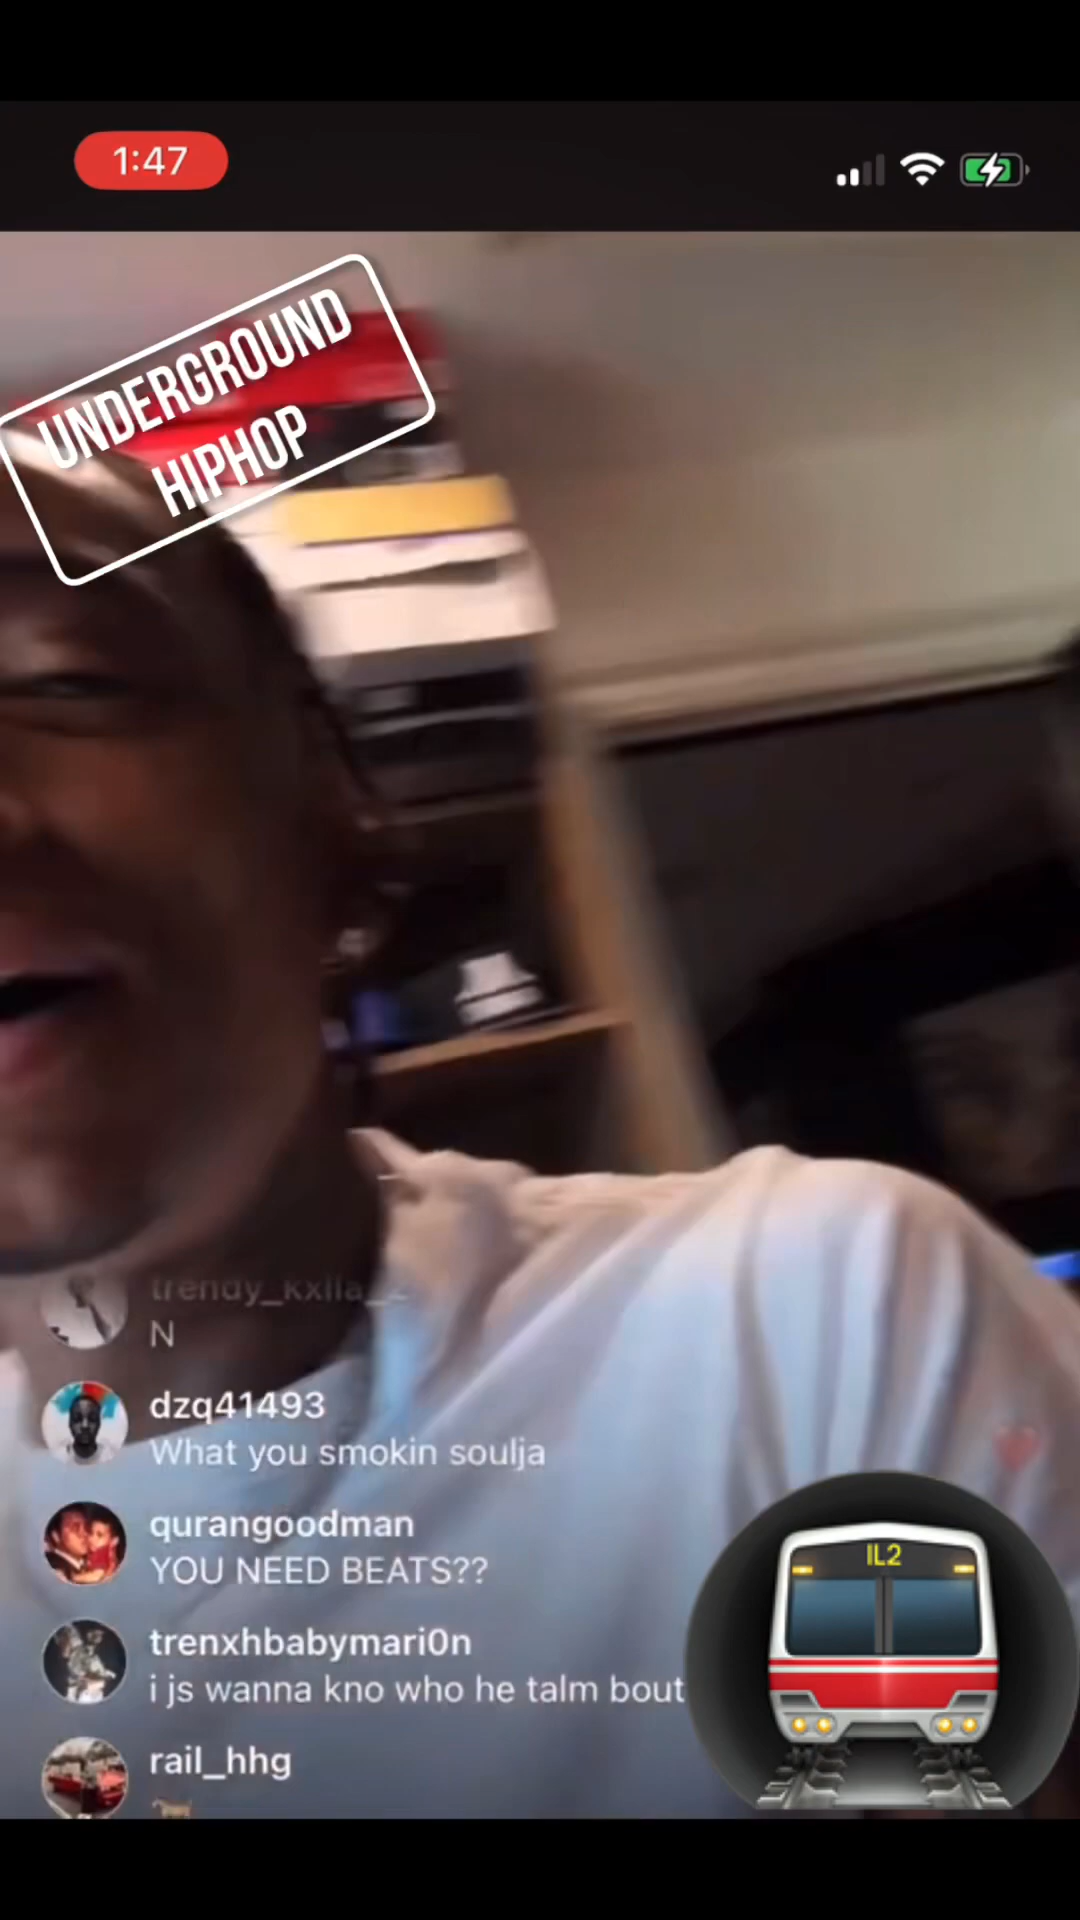 1:47
UNDERGROUND
HIPHOP
trendy_kxlla_2
N
dzq41493
What you smokin soulja
qurangoodman
YOU NEED BEATS??
trenxhbabymari0n
i js wanna kno who he talm bout
rail_hhg
IL2